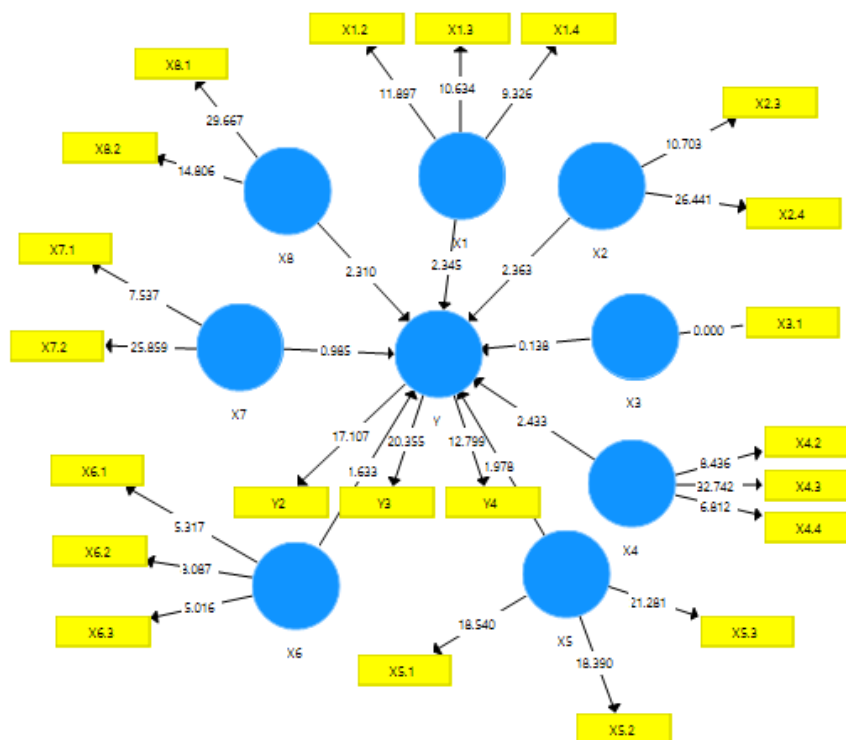 X1.2
X1.3
X1.4
X8.1
11.897
10.634
9.326
X2.3
29.667
X8.2
10.703
14.806
26.441
X2.4
X1
X8
X2
X7.1
2.310
2.345
2.363
7.537
X3.1
X7.2
25.859
0.985
0.138
0.000
X7
X3
Y
2.433
17.107
20.355
12.799
X4.2
8.436
X6.1
1.633
1.978
32.742
X4.3
Y2
Y3
Y4
6.812
X4.4
5.317
X6.2
X4
3.087
5.016
21.281
X6.3
18.540
X5.3
X6
X5
X5.1
18.390
X5.2